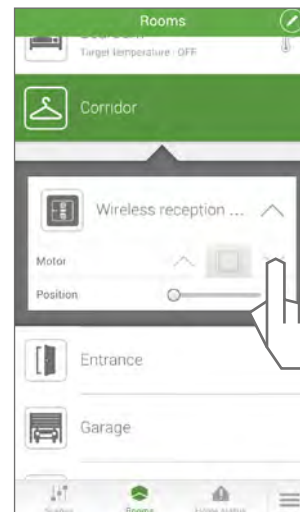 Rooms
Target temperature : OFF
Corridor
Wireless reception ...
Motor
Position
Entrance
Garage
Rooms